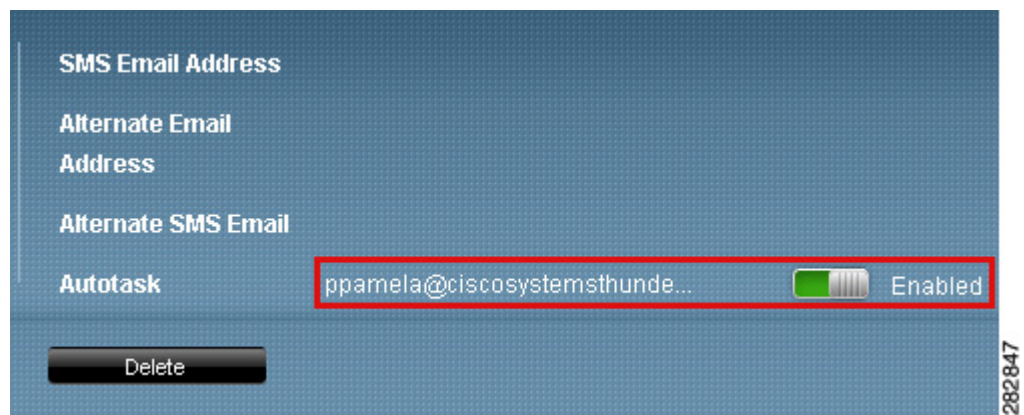 SMS Email Address
Alternate Email
Address
Alternate SMS Email
Autotask ppamela@ciscosystemsthunde... Enabled
Delete
282847